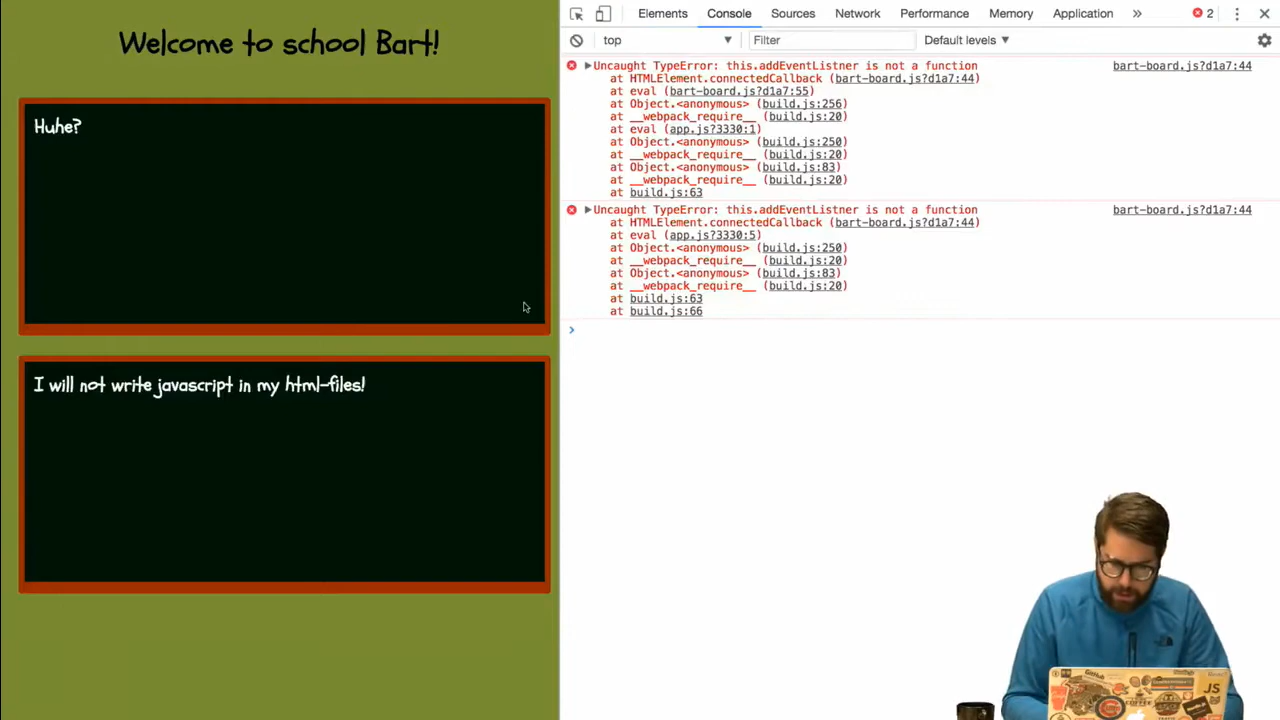 Welcome to school Bart!
Huhe?
I will not write javascript in my html-files!
Elements Console Sources Network Performance Memory Application » 2
top Filter Default levels
Uncaught TypeError: this.addEventListner is not a function bart-board.js?d1a7:44
at HTMLElement.connectedCallback (bart-board.js?d1a7:44)
at eval (bart-board.js?d1a7:55)
at Object.<anonymous> (build.js:256)
at __webpack_require__ (build.js:20)
at eval (app.js?3330:1)
at Object.<anonymous> (build.js:250)
at __webpack_require__ (build.js:20)
at Object.<anonymous> (build.js:83)
at __webpack_require__ (build.js:20)
at build.js:63
Uncaught TypeError: this.addEventListner is not a function bart-board.js?d1a7:44
at HTMLElement.connectedCallback (bart-board.js?d1a7:44)
at eval (app.js?3330:5)
at Object.<anonymous> (build.js:250)
at __webpack_require__ (build.js:20)
at Object.<anonymous> (build.js:83)
at __webpack_require__ (build.js:20)
at build.js:63
at build.js:66
GitHub
JS